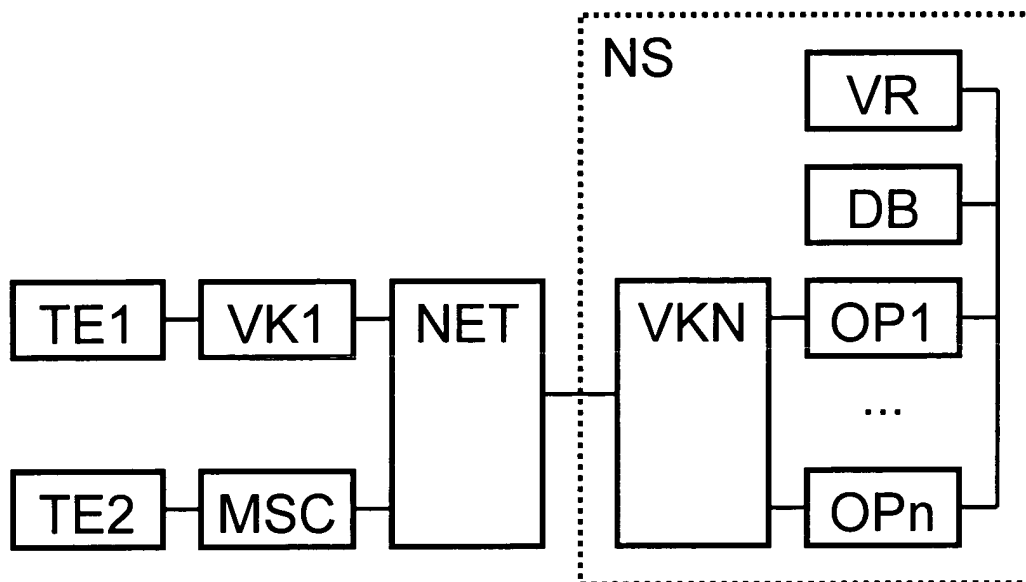 NS
VR
DB
TE1
VK1
NET
VKN
OP1
...
TE2
MSC
OPn